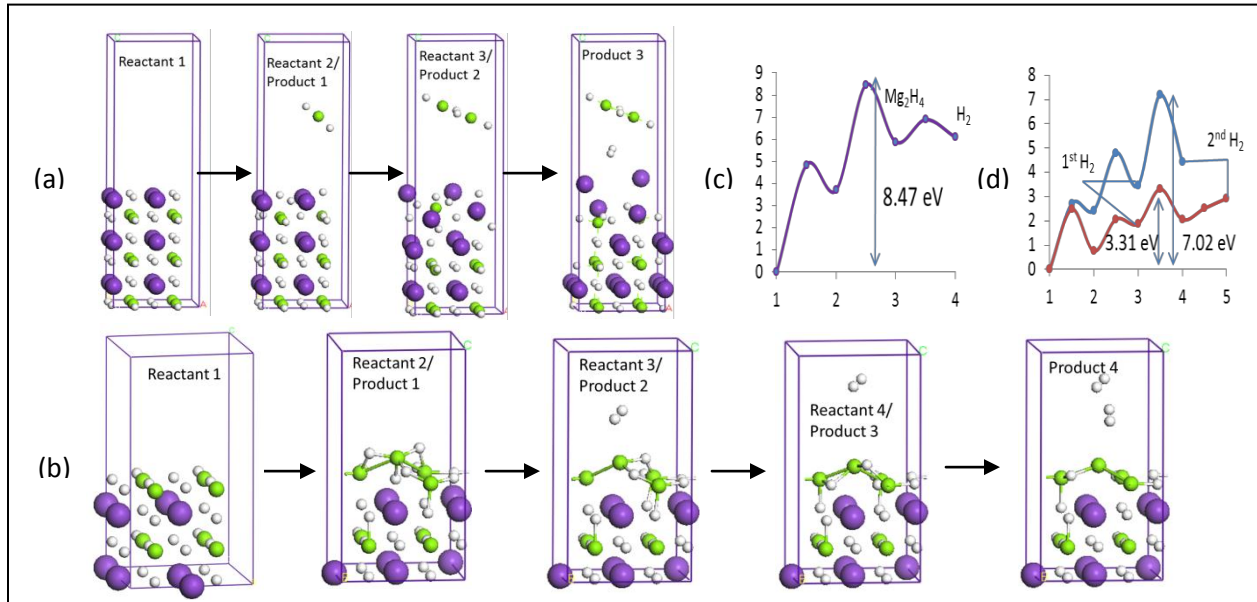 (a)
Reactant 1
Reactant 2/
Product 1
Reactant 3/
Product 2
Product 3
(c)
9
8
7
6
5
4
3
2
1
0
1
2
3
4
Mg₂H₄
H₂
8.47 eV
(d)
8
7
6
5
4
3
2
1
0
1
2
3
4
5
1ˢᵗ H₂
2ⁿᵈ H₂
3.31 eV
7.02 eV
(b)
Reactant 1
Reactant 2/
Product 1
Reactant 3/
Product 2
Reactant 4/
Product 3
Product 4